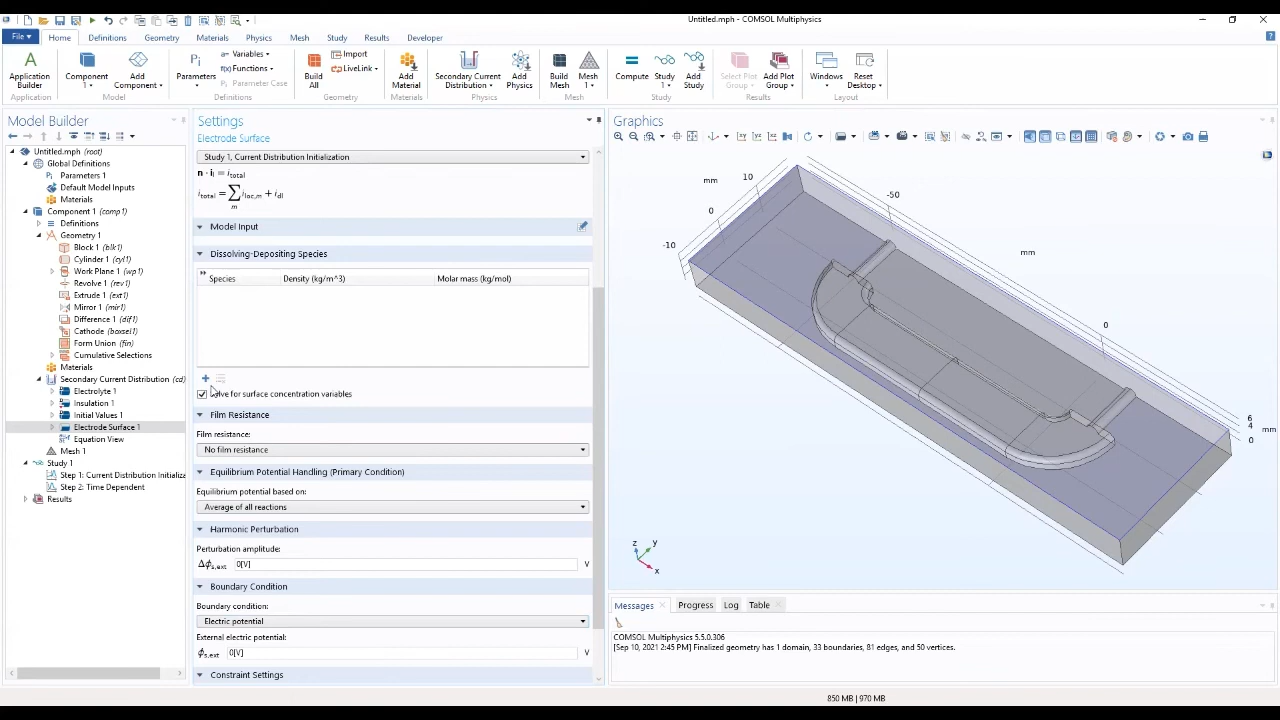 Untitled.mph - COMSOL Multiphysics
File
Home
Definitions
Geometry
Materials
Physics
Mesh
Study
Results
Developer
Application Builder
Component 1
Add Component
Parameters
Variables
Functions
Parameter Case
Build All
Import
LiveLink
Add Material
Secondary Current Distribution
Add Physics
Build Mesh
Mesh 1
Compute
Study 1
Add Study
Select Plot Group
Add Plot Group
Windows
Reset Desktop
Application
Model
Definitions
Geometry
Materials
Physics
Mesh
Study
Results
Layout
Model Builder
Untitled.mph (root)
Global Definitions
Parameters 1
Default Model Inputs
Materials
Component 1 (comp1)
Definitions
Geometry 1
Block 1 (blk1)
Cylinder 1 (cyl1)
Work Plane 1 (wp1)
Revolve 1 (rev1)
Extrude 1 (ext1)
Mirror 1 (mir1)
Difference 1 (dif1)
Cathode (boxsel1)
Form Union (fin)
Cumulative Selections
Materials
Secondary Current Distribution (cd)
Electrolyte 1
Insulation 1
Initial Values 1
Electrode Surface 1
Equation View
Mesh 1
Study 1
Step 1: Current Distribution Initializa
Step 2: Time Dependent
Results
Settings
Electrode Surface
Study 1, Current Distribution Initialization
n · il = itotal
itotal = ∑ iloc,m + idl
m
Model Input
Dissolving-Depositing Species
Species
Density (kg/m^3)
Molar mass (kg/mol)
lve for surface concentration variables
Film Resistance
Film resistance:
No film resistance
Equilibrium Potential Handling (Primary Condition)
Equilibrium potential based on:
Average of all reactions
Harmonic Perturbation
Perturbation amplitude:
Δϕs,ext
0[V]
V
Boundary Condition
Boundary condition:
Electric potential
External electric potential:
ϕs,ext
0[V]
V
Constraint Settings
Graphics
mm
10
0
-10
-50
mm
0
6
4
0
mm
z
y
x
Messages
Progress
Log
Table
COMSOL Multiphysics 5.5.0.306
[Sep 10, 2021 2:45 PM] Finalized geometry has 1 domain, 33 boundaries, 81 edges, and 50 vertices.
850 MB | 970 MB